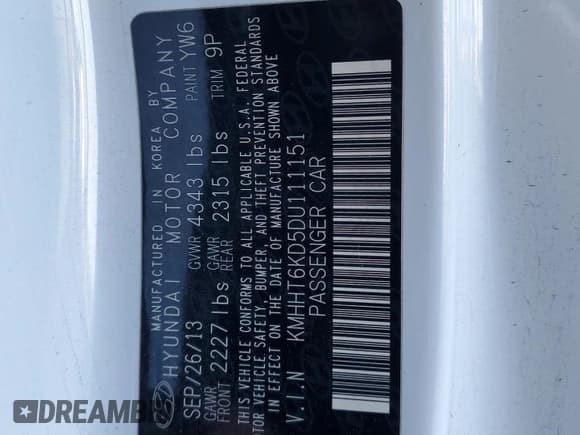 MANUFACTURED IN KOREA BY
HYUNDAI MOTOR COMPANY
SEP/26/13 GVWR 4343 lbs PAINT YW6
GAWR FRONT 2227 lbs GAWR REAR 2315 lbs TRIM 9P
THIS VEHICLE CONFORMS TO ALL APPLICABLE U.S.A. FEDERAL
MOTOR VEHICLE SAFETY, BUMPER, AND THEFT PREVENTION STANDARDS
IN EFFECT ON THE DATE OF MANUFACTURE SHOWN ABOVE
V.I.N KMHHT6KD5DU111151
PASSENGER CAR
DREAMBI